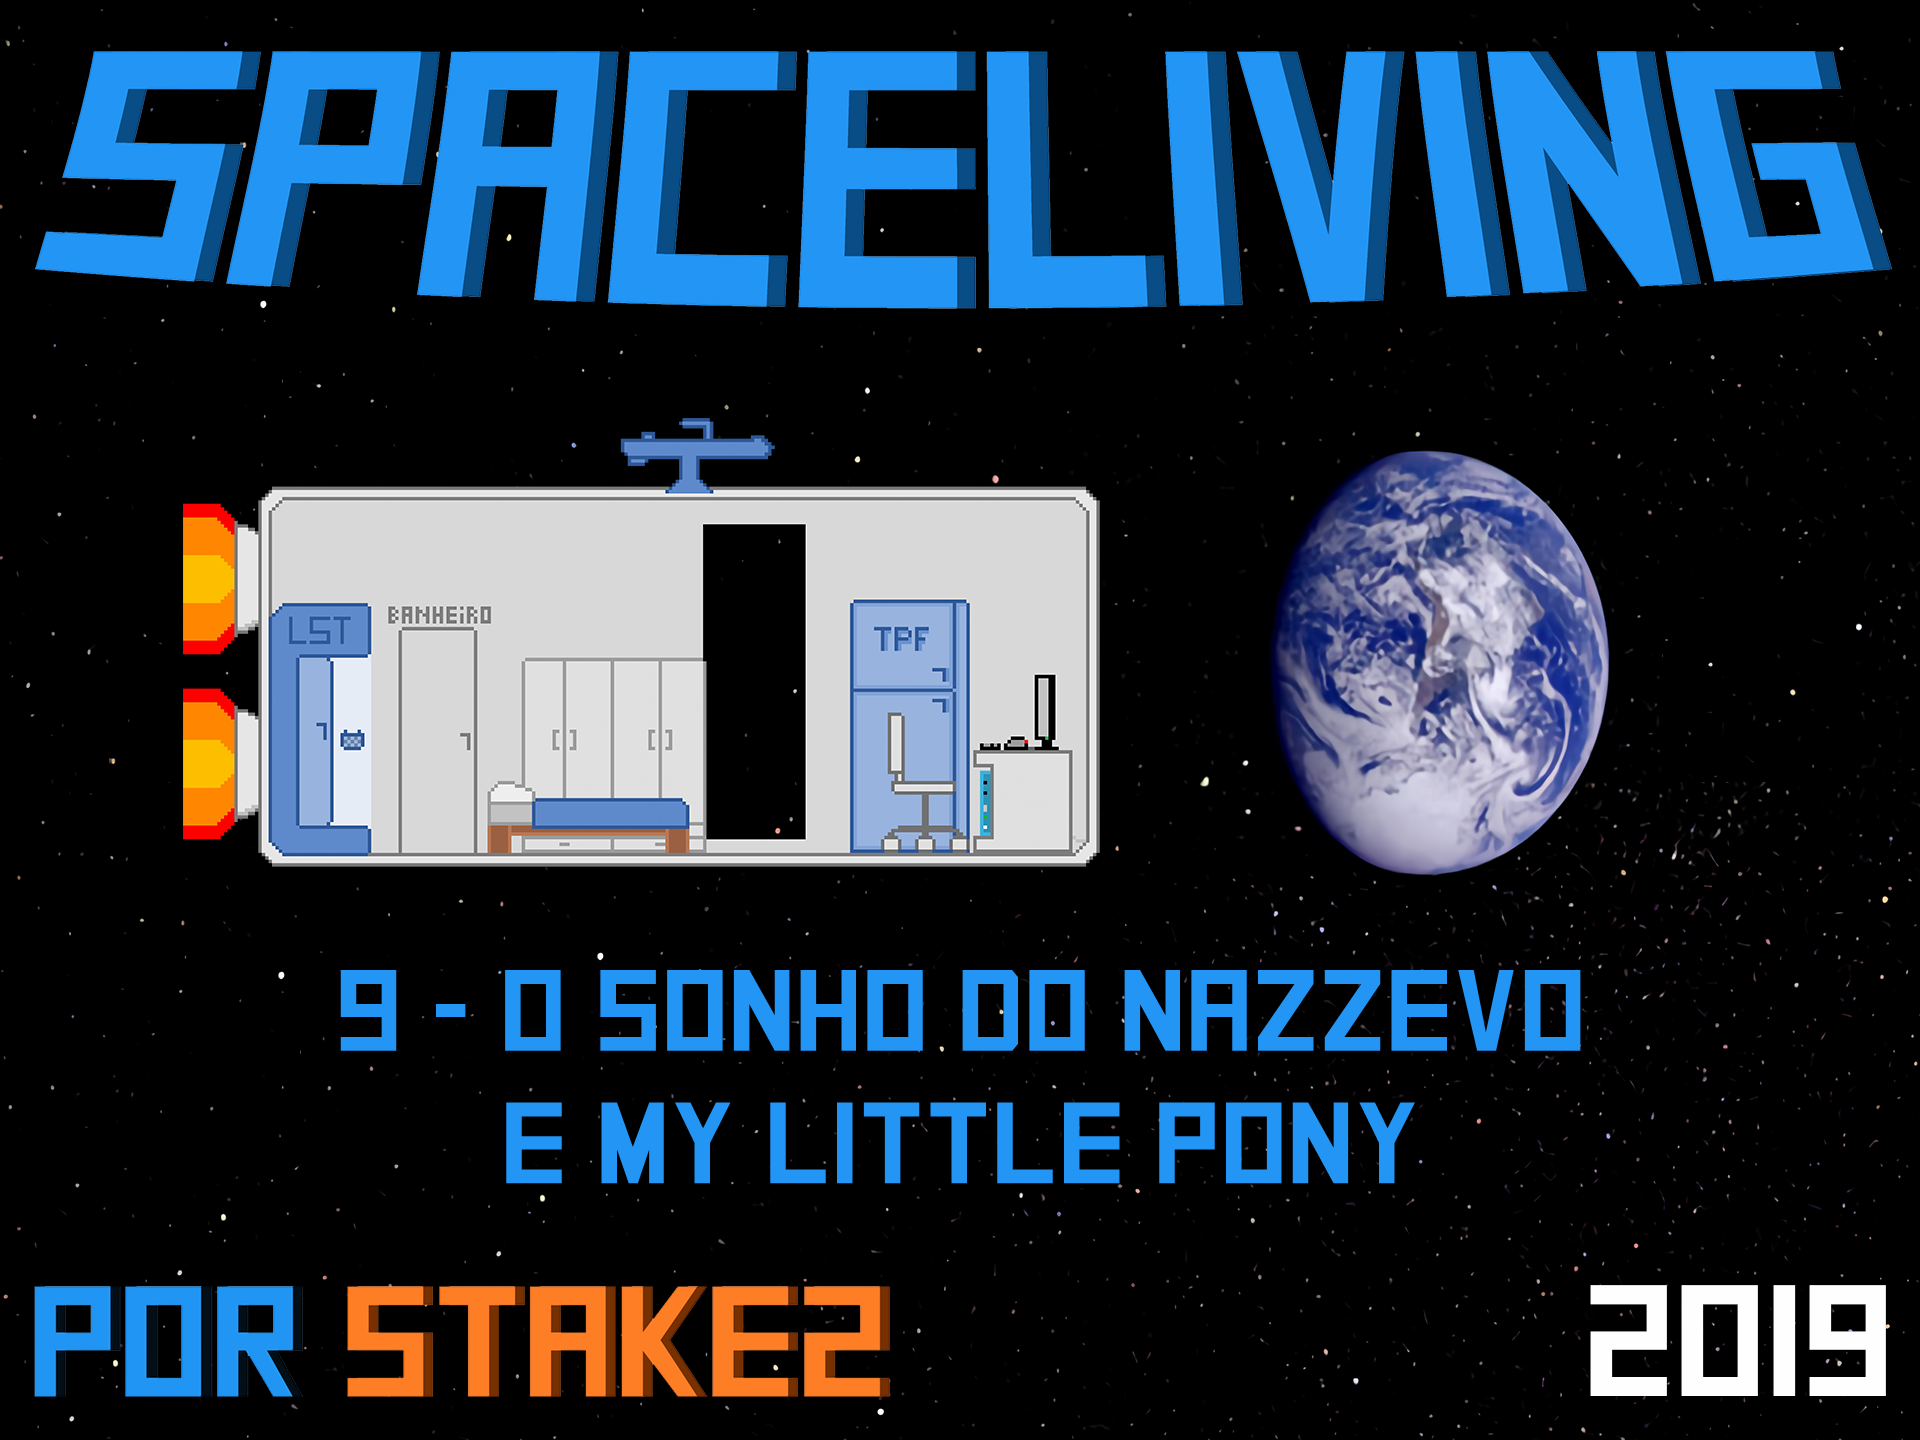 SPACELIVING
LST
BANHEiRO
TPF
9 - O SONHO DO NAZZEVO
E MY LITTLE PONY
POR STAKE2
2019